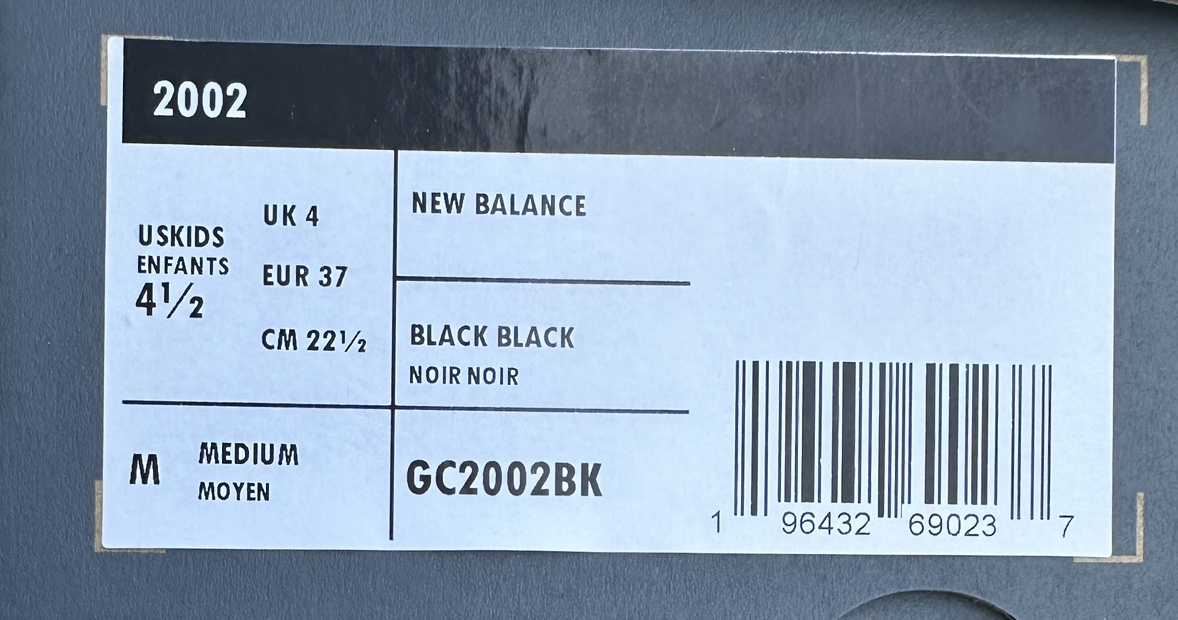 2002
USKIDS
ENFANTS
4½
UK 4
EUR 37
CM 22½
NEW BALANCE
BLACK BLACK
NOIR NOIR
M
MEDIUM
MOYEN
GC2002BK
1 96432 69023 7